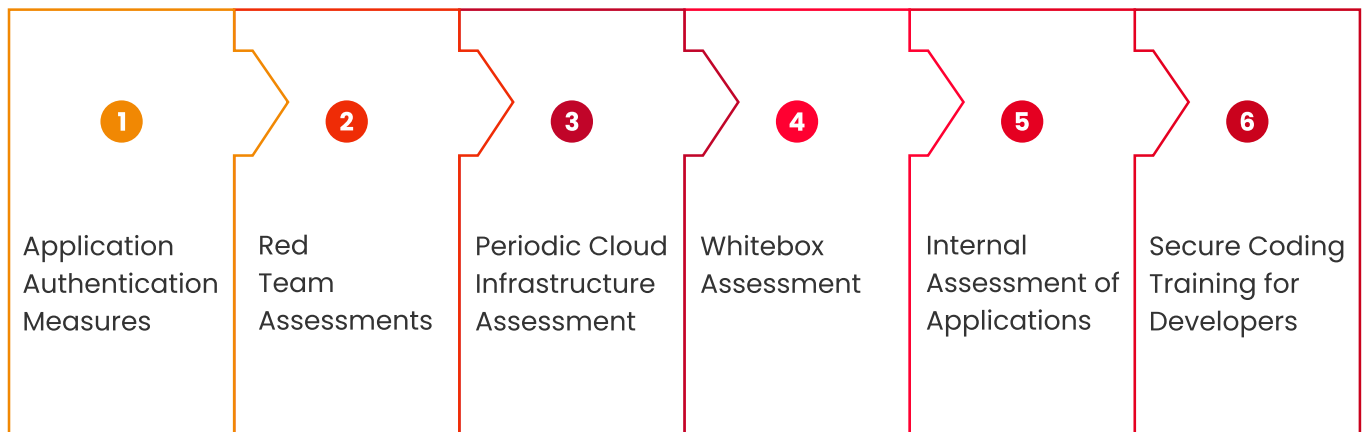 1
Application
Authentication
Measures
2
Red
Team
Assessments
3
Periodic Cloud
Infrastructure
Assessment
4
Whitebox
Assessment
5
Internal
Assessment of
Applications
6
Secure Coding
Training for
Developers